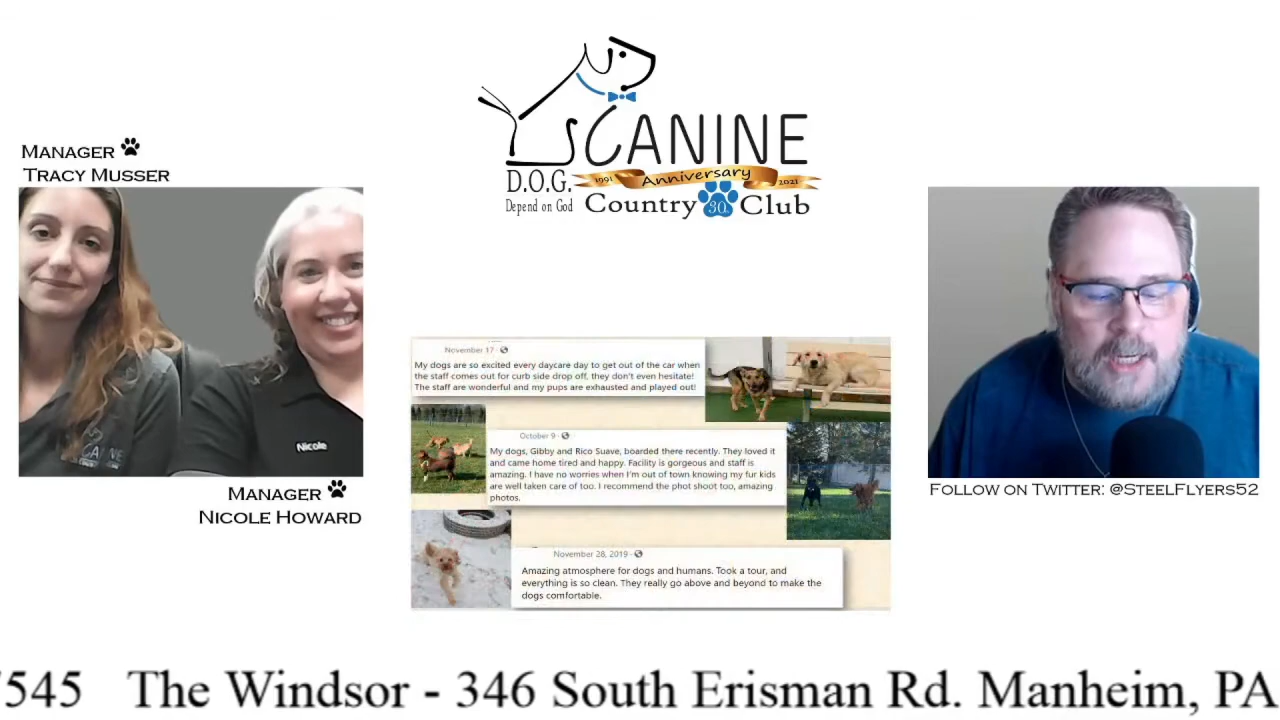 MANAGER
TRACY MUSSER
CANINE
D.O.G.
1991 Anniversary 2021
Depend on God
Country 30 Club
Nicole
MANAGER
NICOLE HOWARD
November 17
My dogs are so excited every daycare day to get out of the car when
the staff comes out for curb side drop off, they don't even hesitate!
The staff are wonderful and my pups are exhausted and played out!
October 9
My dogs, Gibby and Rico Suave, boarded there recently. They loved it
and came home tired and happy. Facility is gorgeous and staff is
amazing. I have no worries when I'm out of town knowing my fur kids
are well taken care of too. I recommend the phot shoot too, amazing
photos.
November 28, 2019
Amazing atmosphere for dogs and humans. Took a tour, and
everything is so clean. They really go above and beyond to make the
dogs comfortable.
FOLLOW ON TWITTER: @STEELFLYERS52
7545 The Windsor - 346 South Erisman Rd. Manheim, PA